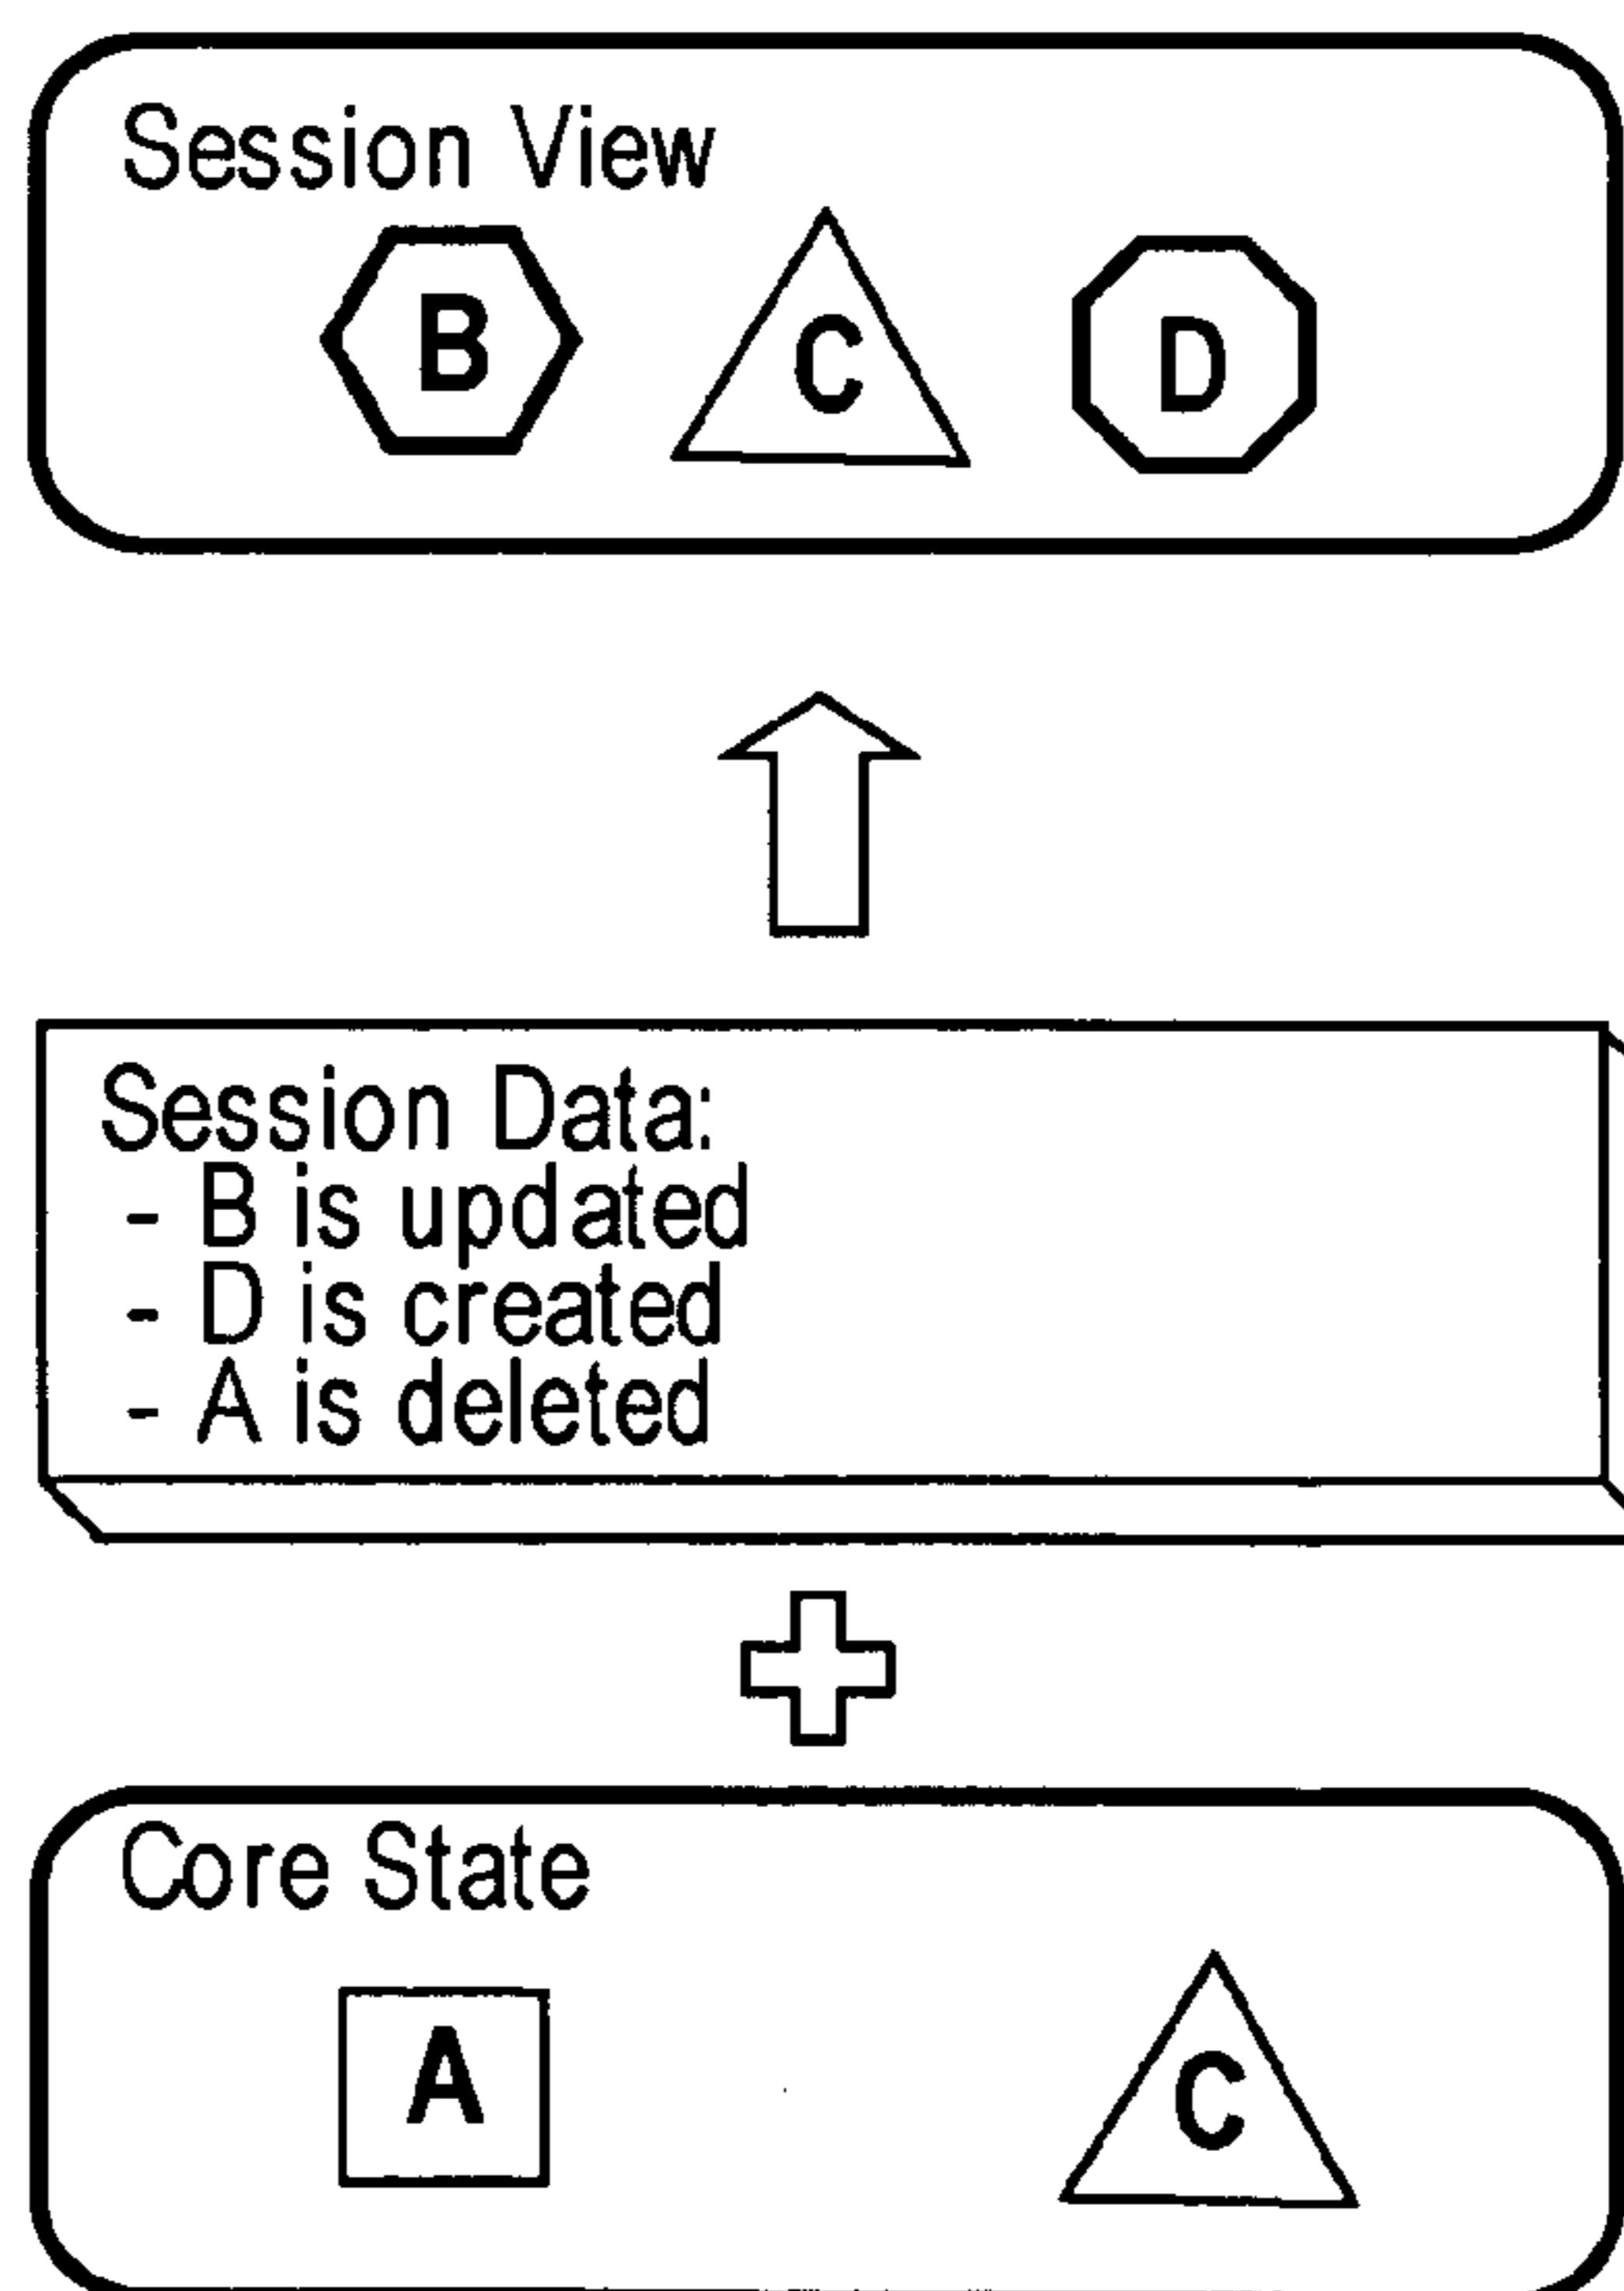 Session View
B C D
Session Data:
- B is updated
- D is created
- A is deleted
Core State
A C